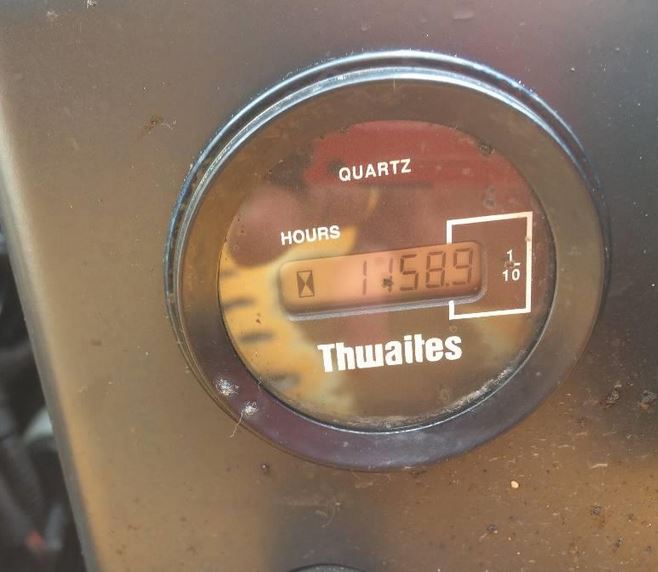 QUARTZ
HOURS
1158.9
1/10
Thwaites